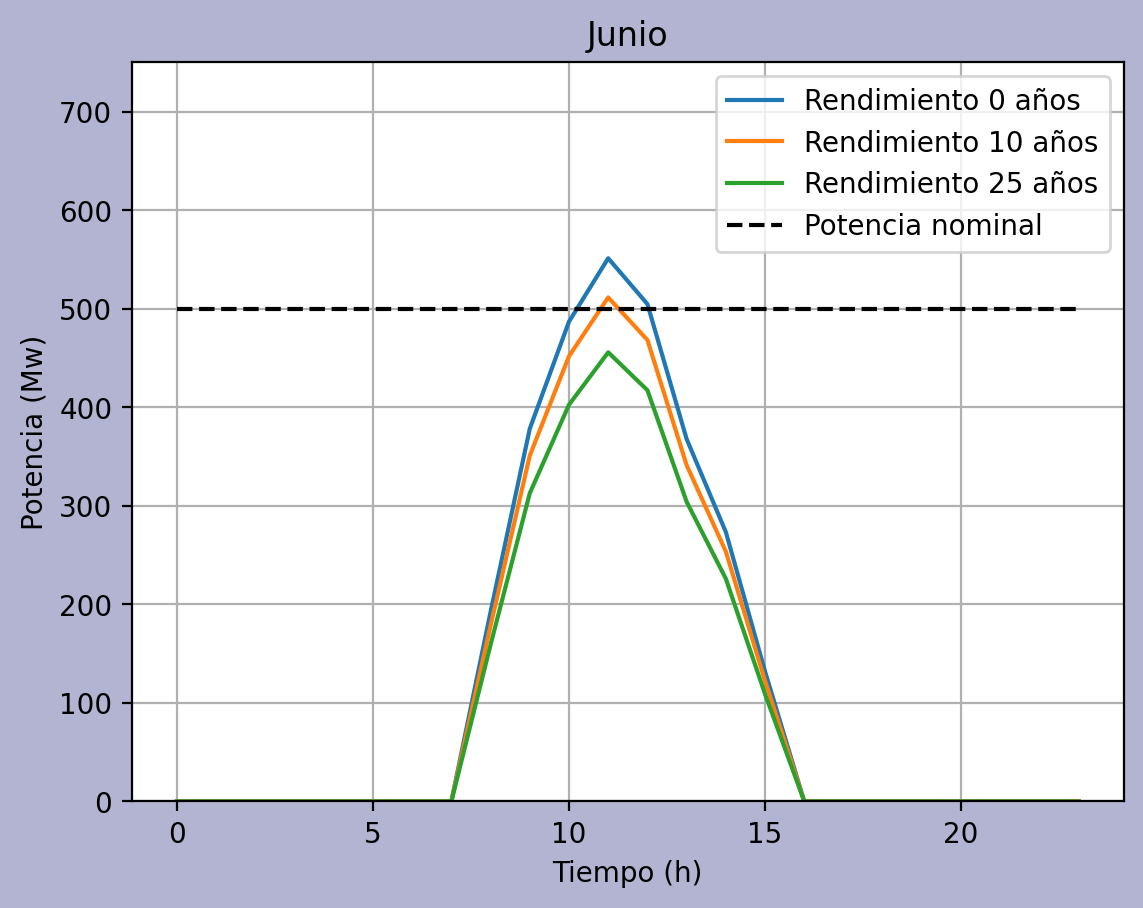 Junio
Rendimiento 0 años
Rendimiento 10 años
Rendimiento 25 años
Potencia nominal
700
600
500
400
300
200
100
0
Potencia (Mw)
0 5 10 15 20
Tiempo (h)